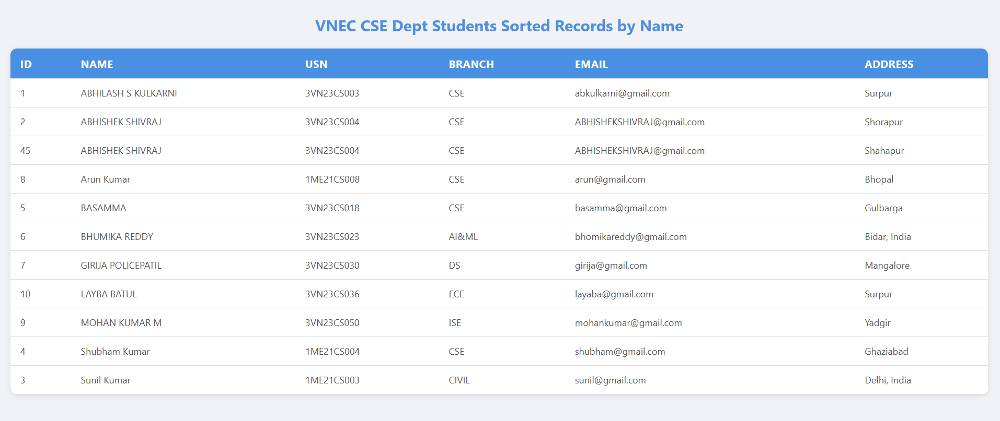 VNEC CSE Dept Students Sorted Records by Name
ID NAME USN BRANCH EMAIL ADDRESS
1 ABHILASH S KULKARNI 3VN23CS003 CSE abkulkarni@gmail.com Surpur
2 ABHISHEK SHIVRAJ 3VN23CS004 CSE ABHISHEKSHIVRAJ@gmail.com Shorapur
45 ABHISHEK SHIVRAJ 3VN23CS004 CSE ABHISHEKSHIVRAJ@gmail.com Shahapur
8 Arun Kumar 1ME21CS008 CSE arun@gmail.com Bhopal
5 BASAMMA 3VN23CS018 CSE basamma@gmail.com Gulbarga
6 BHUMIKA REDDY 3VN23CS023 AI&ML bhomikareddy@gmail.com Bidar, India
7 GIRIJA POLICEPATIL 3VN23CS030 DS girija@gmail.com Mangalore
10 LAYBA BATUL 3VN23CS036 ECE layaba@gmail.com Surpur
9 MOHAN KUMAR M 3VN23CS050 ISE mohankumar@gmail.com Yadgir
4 Shubham Kumar 1ME21CS004 CSE shubham@gmail.com Ghaziabad
3 Sunil Kumar 1ME21CS003 CIVIL sunil@gmail.com Delhi, India